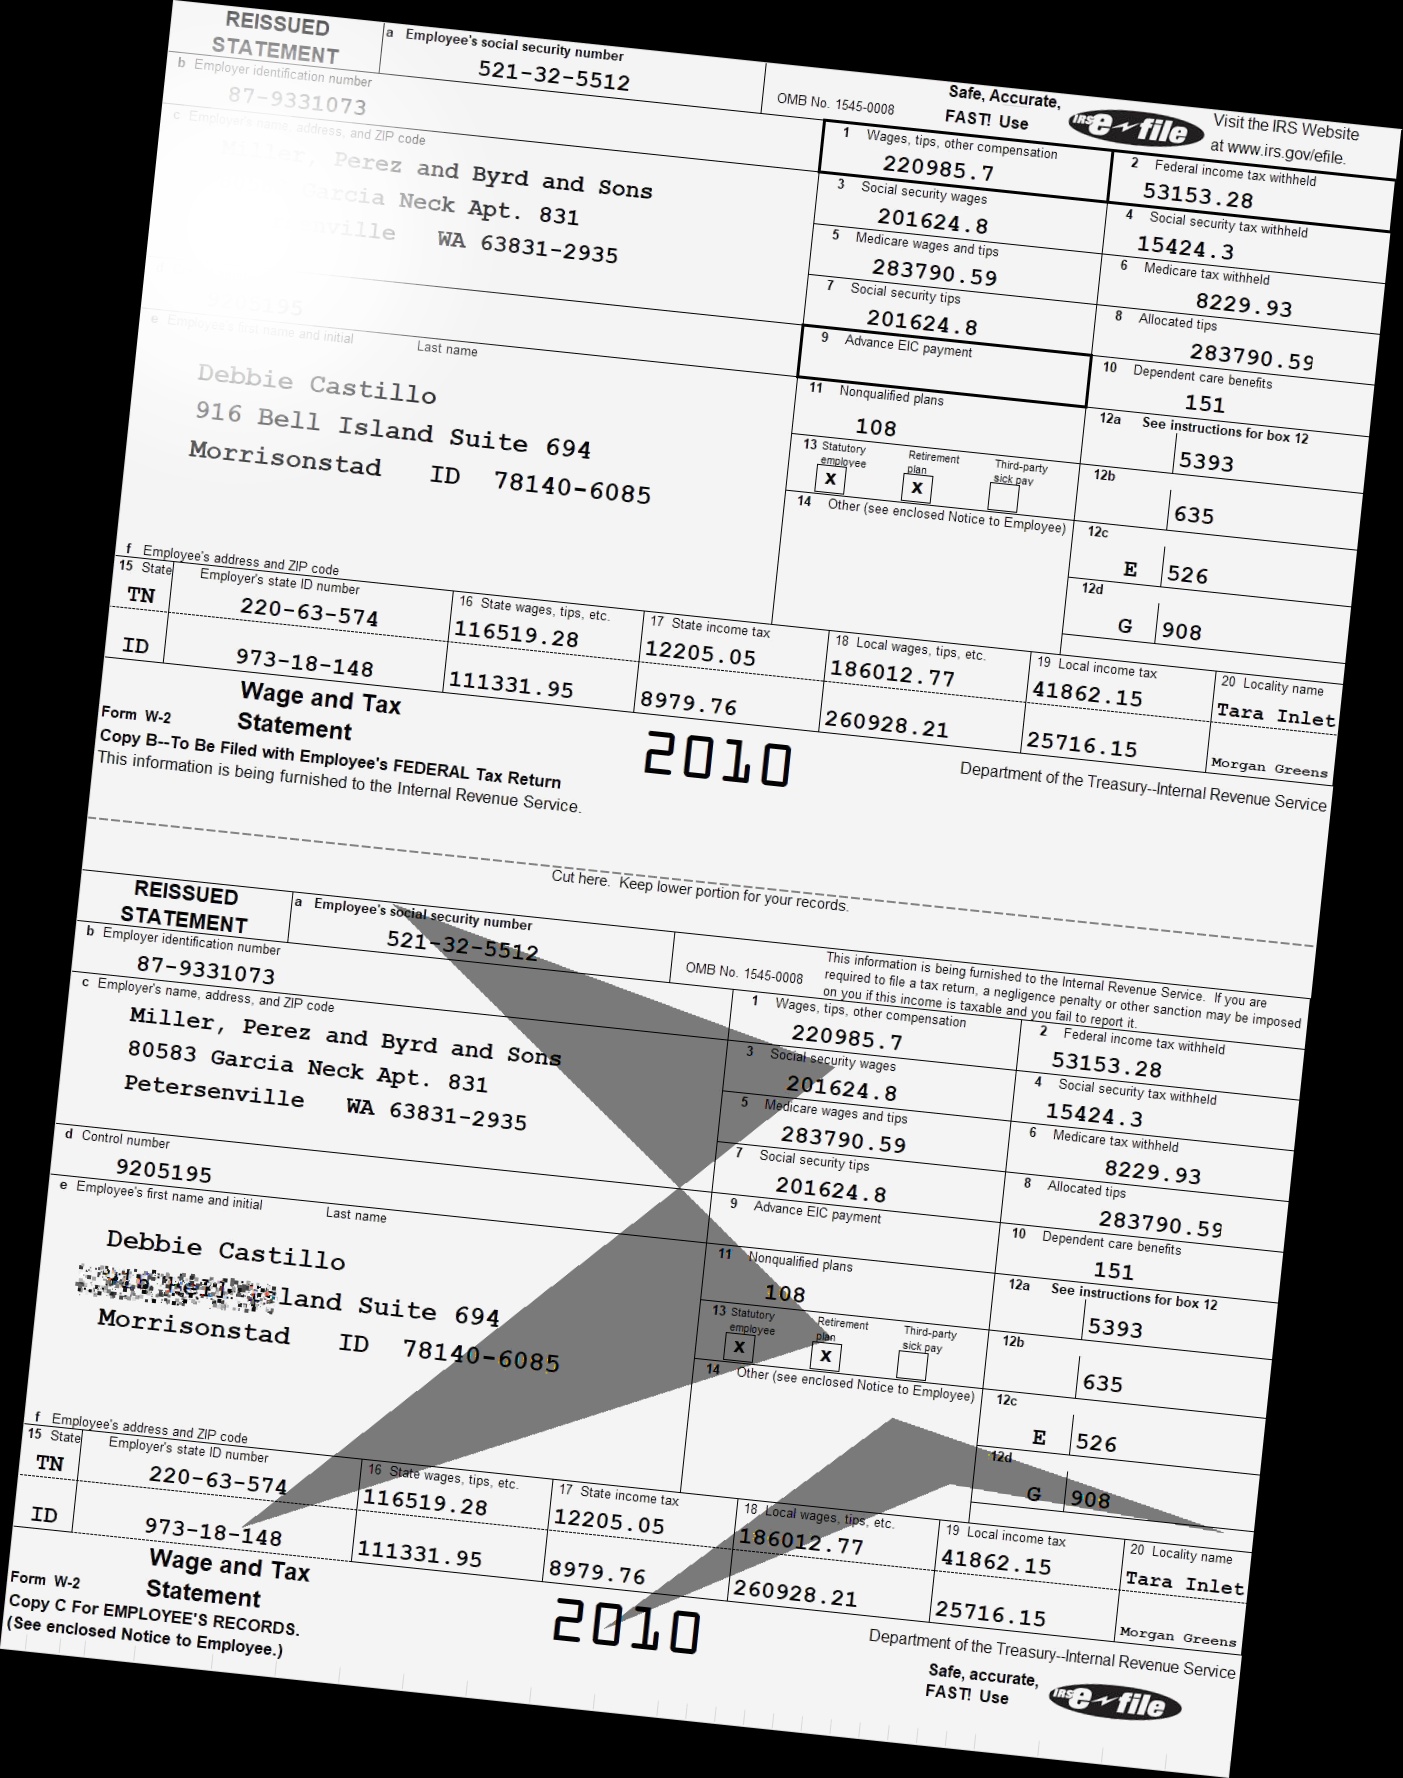 REISSUED
STATEMENT
a Employee's social security number
521-32-5512
OMB No. 1545-0008
Safe, Accurate,
FAST! Use
IRS e-file
Visit the IRS Website
at www.irs.gov/efile.
b Employer identification number
87-9331073
c Employer's name, address, and ZIP code
Miller, Perez and Byrd and Sons
Garcia Neck Apt. 831
ville WA 63831-2935
1 Wages, tips, other compensation
220985.7
2 Federal income tax withheld
53153.28
3 Social security wages
201624.8
4 Social security tax withheld
15424.3
5 Medicare wages and tips
283790.59
6 Medicare tax withheld
8229.93
7 Social security tips
201624.8
8 Allocated tips
283790.59
e Employee's first name and initial Last name
9 Advance EIC payment
10 Dependent care benefits
151
Debbie Castillo
916 Bell Island Suite 694
Morrisonstad ID 78140-6085
11 Nonqualified plans
108
12a See instructions for box 12
5393
13 Statutory employee Retirement plan Third-party sick pay
X X
12b
635
14 Other (see enclosed Notice to Employee)
12c
E 526
12d
G 908
f Employee's address and ZIP code
15 State Employer's state ID number
16 State wages, tips, etc.
17 State income tax
18 Local wages, tips, etc.
19 Local income tax
20 Locality name
TN 220-63-574 116519.28 12205.05 186012.77 41862.15 Tara Inlet
ID 973-18-148 111331.95 8979.76 260928.21 25716.15 Morgan Greens
Form W-2
Wage and Tax
Statement
2010
Department of the Treasury--Internal Revenue Service
Copy B--To Be Filed with Employee's FEDERAL Tax Return
This information is being furnished to the Internal Revenue Service.
Cut here. Keep lower portion for your records.
REISSUED
STATEMENT
a Employee's social security number
521-32-5512
OMB No. 1545-0008
This information is being furnished to the Internal Revenue Service. If you are
required to file a tax return, a negligence penalty or other sanction may be imposed
on you if this income is taxable and you fail to report it.
b Employer identification number
87-9331073
c Employer's name, address, and ZIP code
Miller, Perez and Byrd and Sons
80583 Garcia Neck Apt. 831
Petersenville WA 63831-2935
1 Wages, tips, other compensation
220985.7
2 Federal income tax withheld
53153.28
3 Social security wages
201624.8
4 Social security tax withheld
15424.3
5 Medicare wages and tips
283790.59
6 Medicare tax withheld
8229.93
d Control number
9205195
7 Social security tips
201624.8
8 Allocated tips
283790.59
e Employee's first name and initial Last name
9 Advance EIC payment
10 Dependent care benefits
151
Debbie Castillo
land Suite 694
Morrisonstad ID 78140-6085
11 Nonqualified plans
108
12a See instructions for box 12
5393
13 Statutory employee Retirement plan Third-party sick pay
X X
12b
635
14 Other (see enclosed Notice to Employee)
12c
E 526
12d
G 908
f Employee's address and ZIP code
15 State Employer's state ID number
16 State wages, tips, etc.
17 State income tax
18 Local wages, tips, etc.
19 Local income tax
20 Locality name
TN 220-63-574 116519.28 12205.05 186012.77 41862.15 Tara Inlet
ID 973-18-148 111331.95 8979.76 260928.21 25716.15 Morgan Greens
Form W-2
Wage and Tax
Statement
2010
Department of the Treasury--Internal Revenue Service
Copy C For EMPLOYEE'S RECORDS.
(See enclosed Notice to Employee.)
Safe, accurate,
FAST! Use
IRS e-file